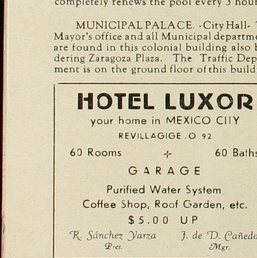 completely renews the pool every 3 hour
MUNICIPAL PALACE. -City Hall-
Mayor's office and all Municipal departme
are found in this colonial building also b
dering Zaragoza Plaza. The Traffic Dep
ment is on the ground floor of this build
HOTEL LUXOR
your home in MEXICO CITY
REVILLAGIGE O 92
60 Rooms 60 Baths
GARAGE
Purified Water System
Coffee Shop, Roof Garden, etc.
$5.00 UP
R. Sánchez Yarza J. de D. Cañedo
Pres. Mgr.